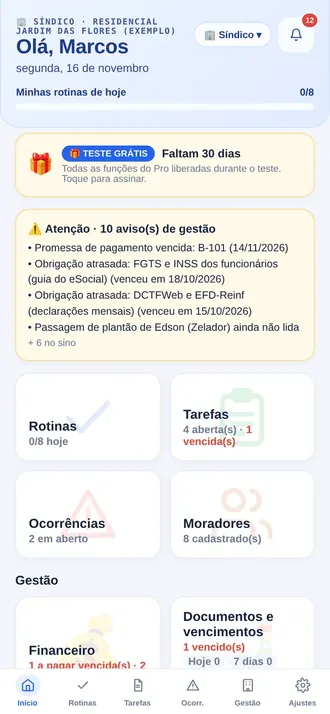 🏢 SÍNDICO · RESIDENCIAL
JARDIM DAS FLORES (EXEMPLO)
Olá, Marcos
segunda, 16 de novembro
🏢 Síndico ▾
12
Minhas rotinas de hoje
0/8
🎁 TESTE GRÁTIS Faltam 30 dias
Todas as funções do Pro liberadas durante o teste.
Toque para assinar.
⚠️ Atenção · 10 aviso(s) de gestão
• Promessa de pagamento vencida: B-101 (14/11/2026)
• Obrigação atrasada: FGTS e INSS dos funcionários
(guia do eSocial) (venceu em 18/10/2026)
• Obrigação atrasada: DCTFWeb e EFD-Reinf
(declarações mensais) (venceu em 15/10/2026)
• Passagem de plantão de Edson (Zelador) ainda não lida
+ 6 no sino
Rotinas
0/8 hoje
Tarefas
4 aberta(s) · 1
vencida(s)
Ocorrências
2 em aberto
Moradores
8 cadastrado(s)
Gestão
Financeiro
1 a pagar vencida(s) · 2
Documentos e
vencimentos
1 vencido(s)
Hoje 0 7 dias 0
Início
Rotinas
Tarefas
Ocorr.
Gestão
Ajustes